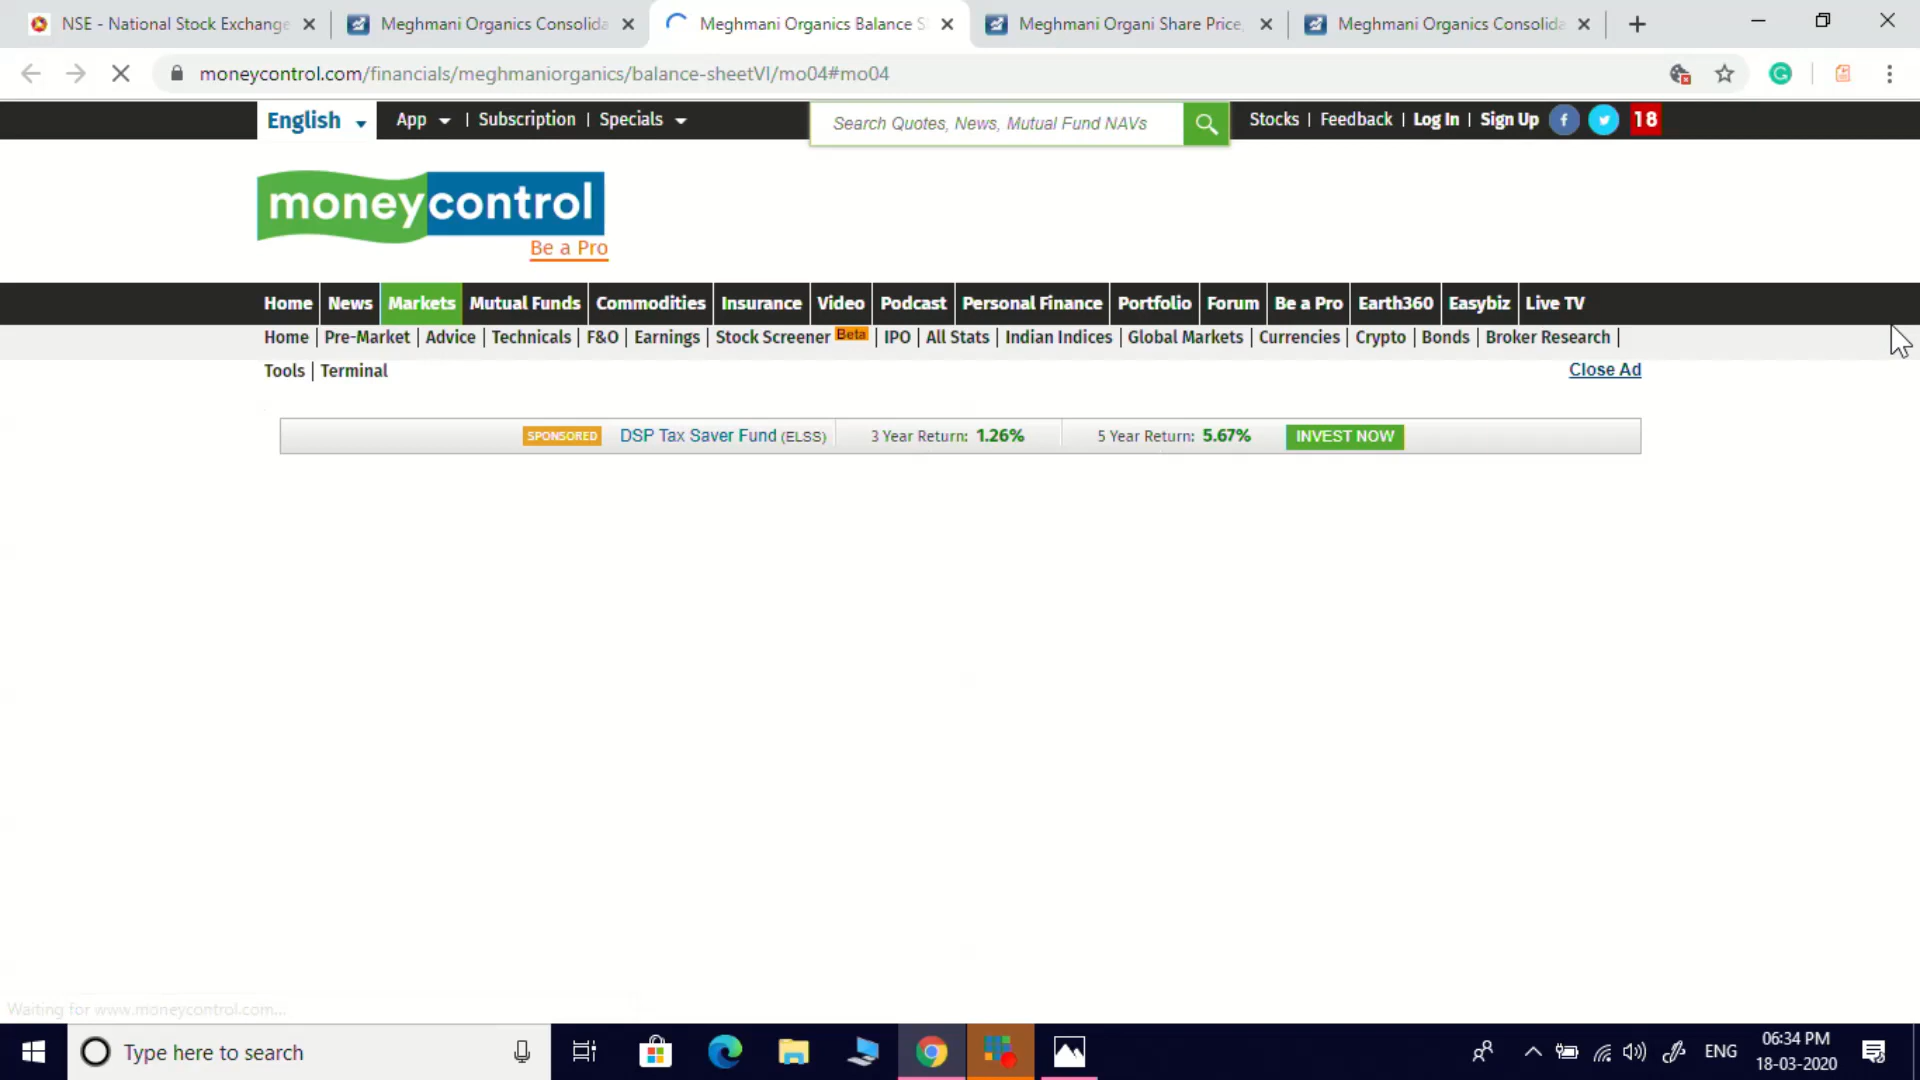 NSE - National Stock Exchange
Meghmani Organics Consolida
Meghmani Organics Balance S
Meghmani Organi Share Price,
Meghmani Organics Consolida
moneycontrol.com/financials/meghmaniorganics/balance-sheetVI/mo04#mo04
English App | Subscription | Specials
Search Quotes, News, Mutual Fund NAVs
Stocks | Feedback | Log In | Sign Up f 18
moneycontrol
Be a Pro
Home News Markets Mutual Funds Commodities Insurance Video Podcast Personal Finance Portfolio Forum Be a Pro Earth360 Easybiz Live TV
Home | Pre-Market | Advice | Technicals | F&O | Earnings | Stock Screener Beta | IPO | All Stats | Indian Indices | Global Markets | Currencies | Crypto | Bonds | Broker Research |
Tools | Terminal
Close Ad
SPONSORED DSP Tax Saver Fund (ELSS) 3 Year Return: 1.26% 5 Year Return: 5.67% INVEST NOW
Waiting for www.moneycontrol.com...
Type here to search
ENG
06:34 PM
18-03-2020